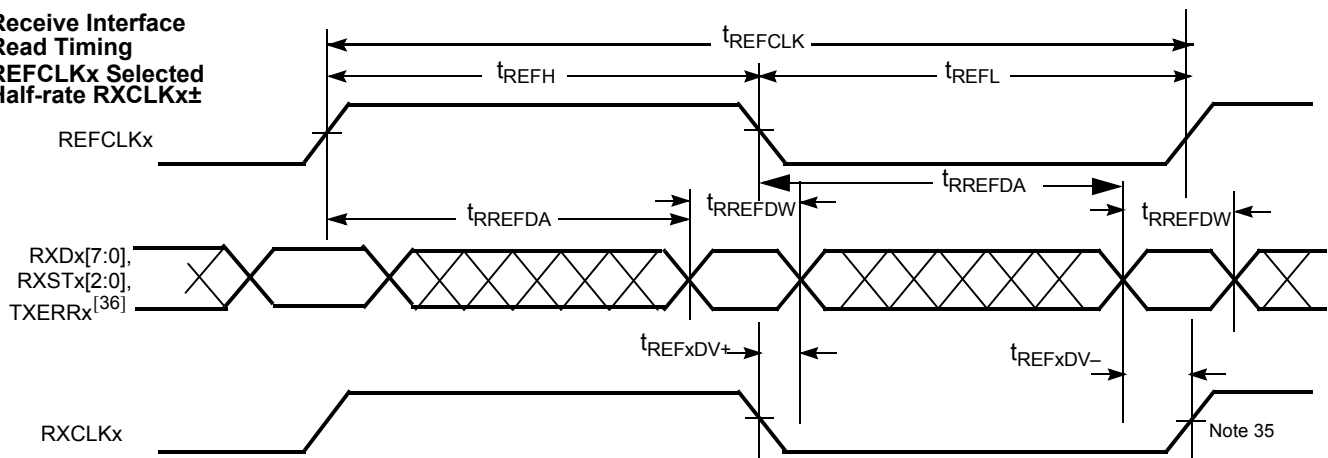 Receive Interface
Read Timing
REFCLKx Selected
Half-rate RXCLKx±
tREFCLK
tREFH
tREFL
REFCLKx
tRREFDA
tRREFDW
tRREFDA
tRREFDW
RXDx[7:0],
RXSTx[2:0],
TXERRx[36]
tREFxDV+
tREFxDV–
RXCLKx
Note 35